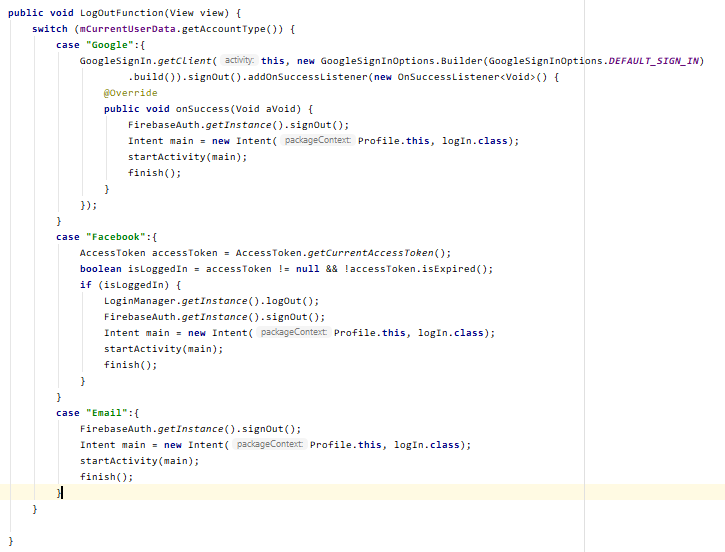 public void LogOutFunction(View view) {
    switch (mCurrentUserData.getAccountType()) {
        case "Google":{
            GoogleSignIn.getClient( activity: this, new GoogleSignInOptions.Builder(GoogleSignInOptions.DEFAULT_SIGN_IN)
                    .build()).signOut().addOnSuccessListener(new OnSuccessListener<Void>() {
                @Override
                public void onSuccess(Void aVoid) {
                    FirebaseAuth.getInstance().signOut();
                    Intent main = new Intent( packageContext: Profile.this, logIn.class);
                    startActivity(main);
                    finish();
                }
            });
        }
        case "Facebook":{
            AccessToken accessToken = AccessToken.getCurrentAccessToken();
            boolean isLoggedIn = accessToken != null && !accessToken.isExpired();
            if (isLoggedIn) {
                LoginManager.getInstance().logOut();
                FirebaseAuth.getInstance().signOut();
                Intent main = new Intent( packageContext: Profile.this, logIn.class);
                startActivity(main);
                finish();
            }
        }
        case "Email":{
            FirebaseAuth.getInstance().signOut();
            Intent main = new Intent( packageContext: Profile.this, logIn.class);
            startActivity(main);
            finish();
        }
    }
}